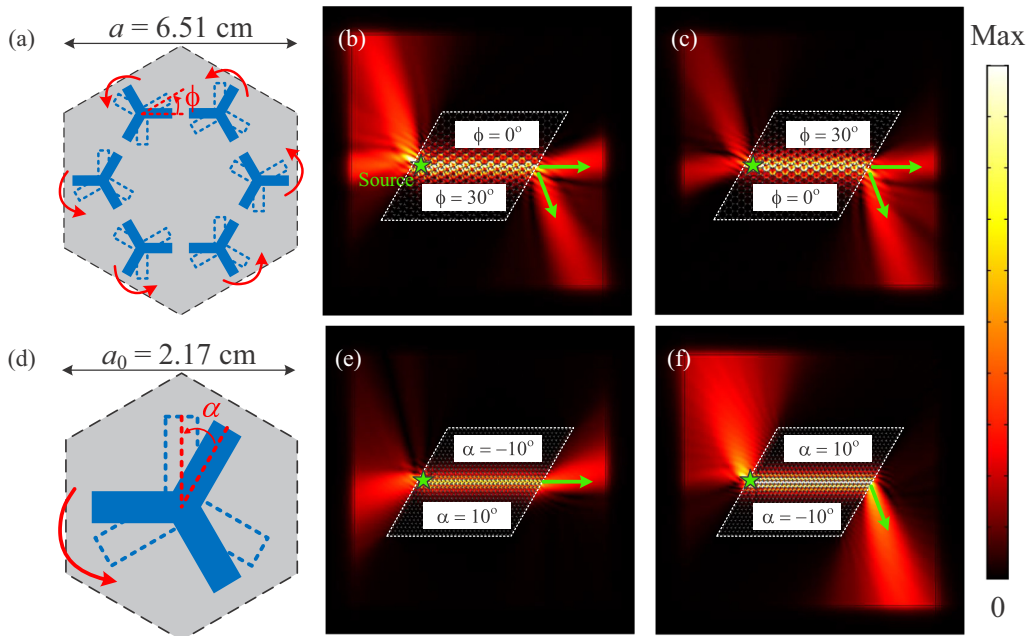 (a)
a = 6.51 cm
ϕ
(b)
ϕ = 0°
Source
ϕ = 30°
(c)
ϕ = 30°
ϕ = 0°
Max
0
(d)
a₀ = 2.17 cm
α
(e)
α = −10°
α = 10°
(f)
α = 10°
α = −10°